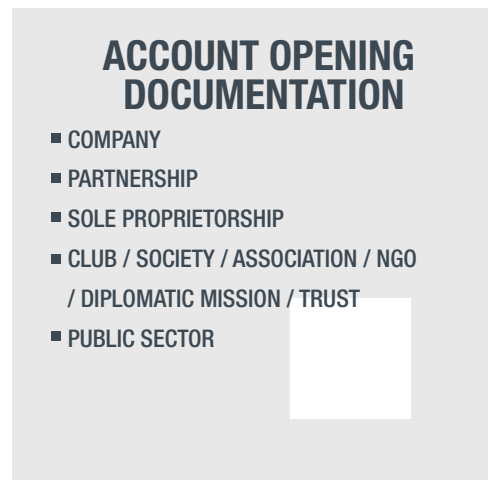 ACCOUNT OPENING
DOCUMENTATION
COMPANY
PARTNERSHIP
SOLE PROPRIETORSHIP
CLUB / SOCIETY / ASSOCIATION / NGO
/ DIPLOMATIC MISSION / TRUST
PUBLIC SECTOR